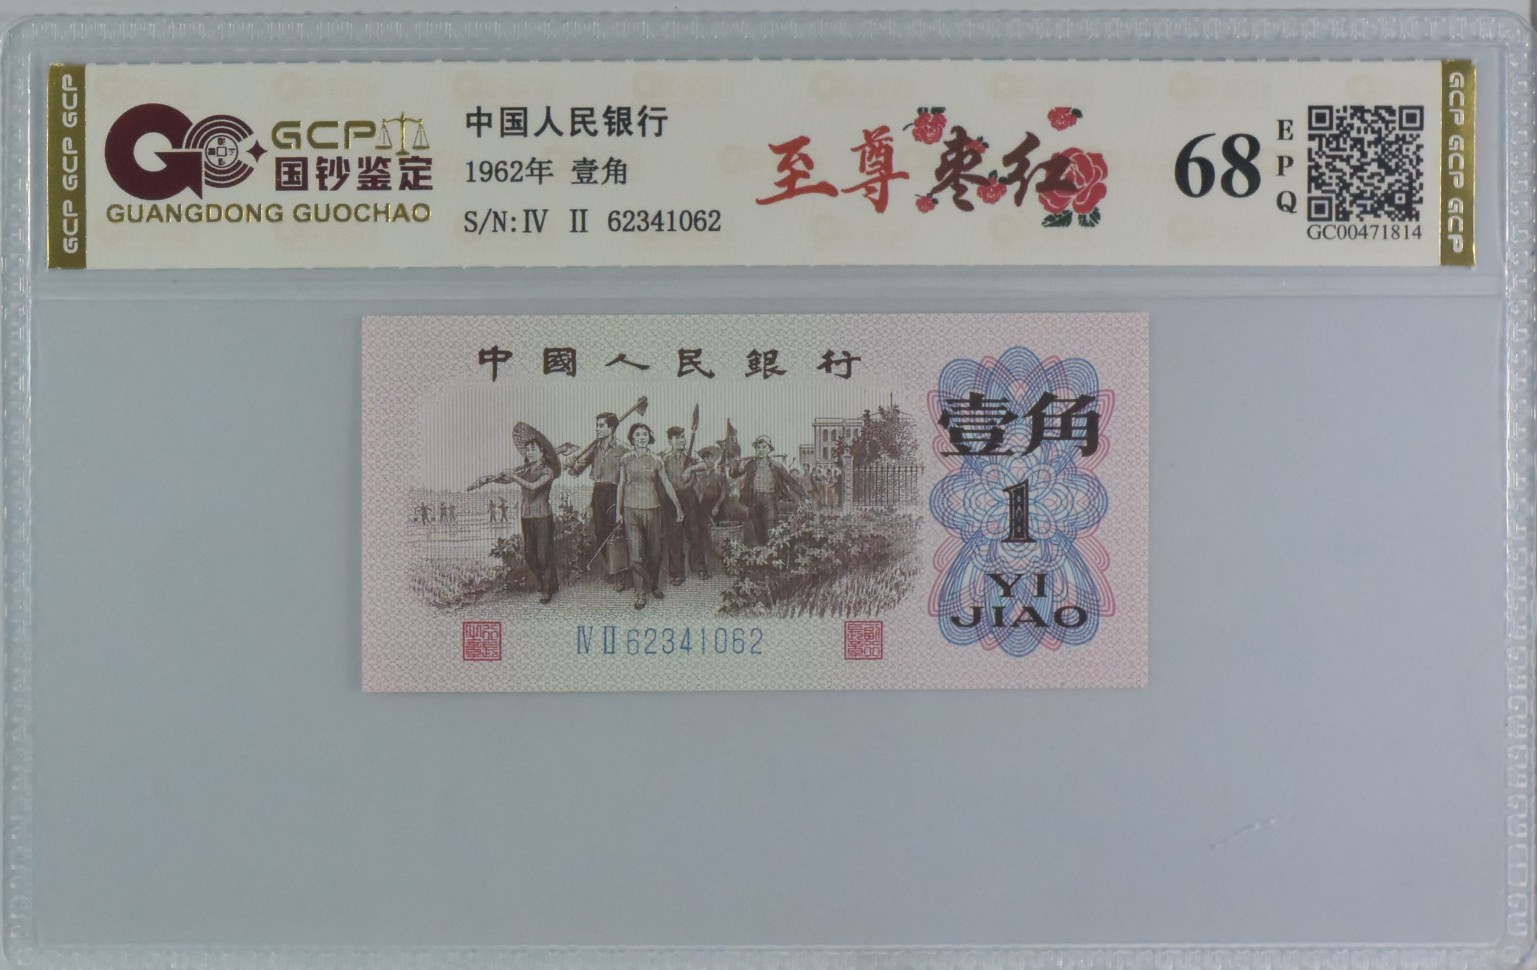 GCP GCP GCP
GCP
国钞鉴定
GUANGDONG GUOCHAO
中国人民银行
1962年 壹角
S/N: Ⅳ Ⅱ 62341062
至尊枣红
68
EPQ
GC00471814
GCP GCP GCP
中國人民銀行
壹角
1
YI
JIAO
Ⅳ Ⅱ 62341062